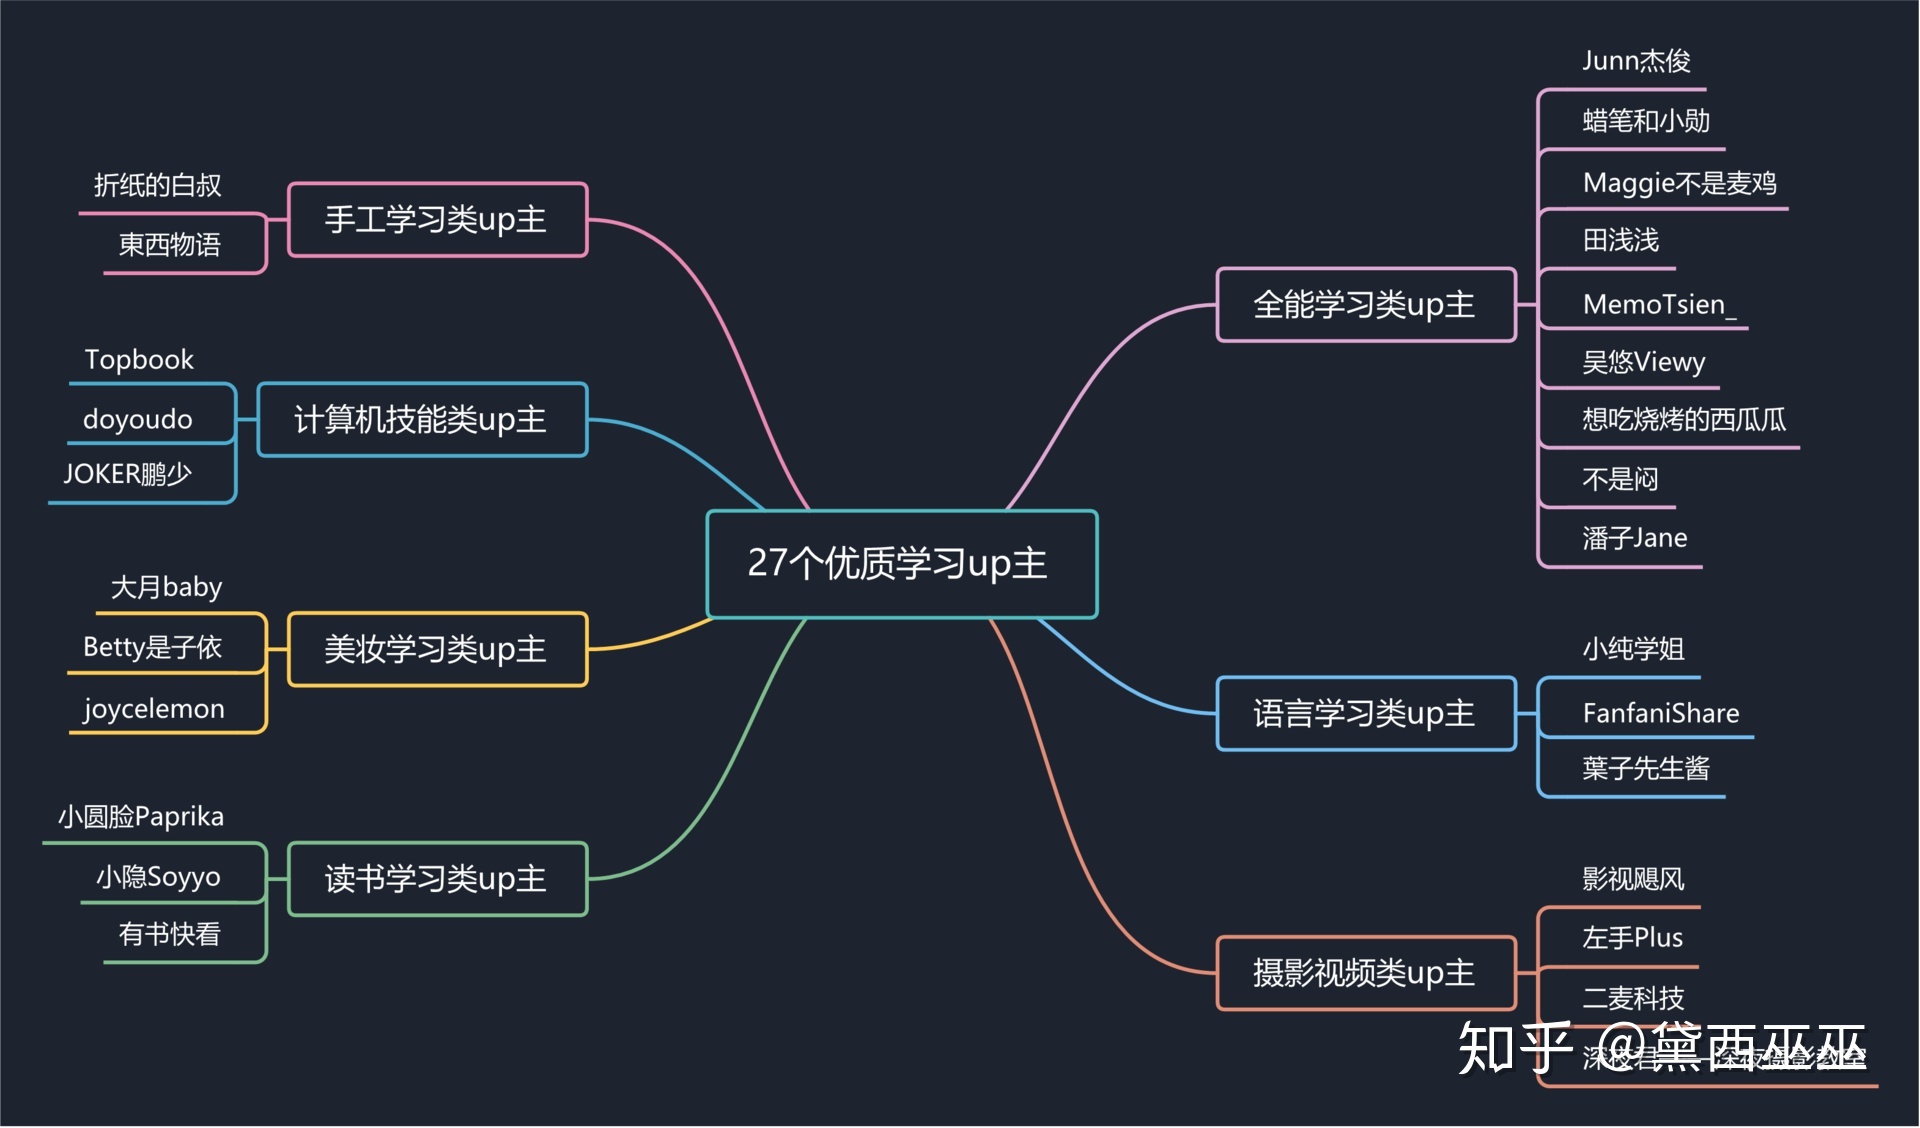 27个优质学习up主
手工学习类up主
折纸的白叔
東西物语
计算机技能类up主
Topbook
doyoudo
JOKER鹏少
美妆学习类up主
大月baby
Betty是子依
joycelemon
读书学习类up主
小圆脸Paprika
小隐Soyyo
有书快看
全能学习类up主
Junn杰俊
蜡笔和小勋
Maggie不是麦鸡
田浅浅
MemoTsien_
吴悠Viewy
想吃烧烤的西瓜瓜
不是闷
潘子Jane
语言学习类up主
小纯学姐
FanfaniShare
葉子先生酱
摄影视频类up主
影视飓风
左手Plus
二麦科技
深夜君——深夜摄影教室
知乎 @黛西巫巫